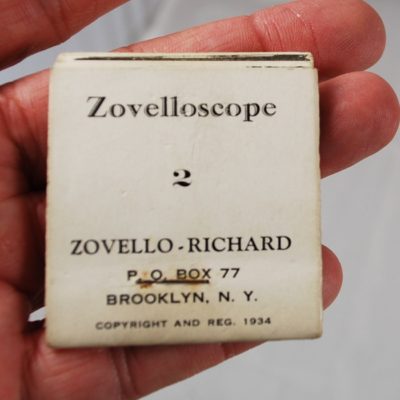 Zovelloscope
2
ZOVELLO-RICHARD
P. O. BOX 77
BROOKLYN, N. Y.
COPYRIGHT AND REG. 1934